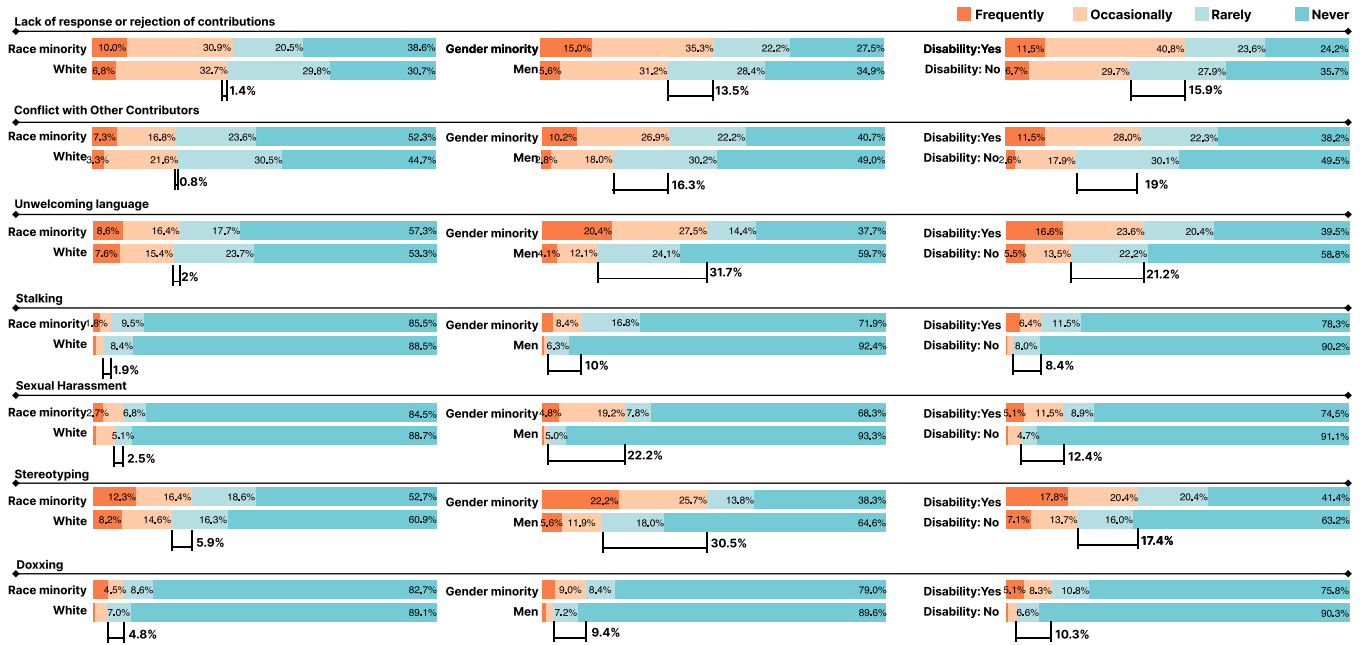 Lack of response or rejection of contributions
Frequently Occasionally Rarely Never
Race minority 10.0% 30.9% 20.5% 38.6% Gender minority 15.0% 35.3% 22.2% 27.5% Disability:Yes 11.5% 40.8% 23.6% 24.2%
White 6.8% 32.7% 29.8% 30.7% Men 5.6% 31.2% 28.4% 34.9% Disability: No 6.7% 29.7% 27.9% 35.7%
1.4% 13.5% 15.9%
Conflict with Other Contributors
Race minority 7.3% 16.8% 23.6% 52.3% Gender minority 10.2% 26.9% 22.2% 40.7% Disability:Yes 11.5% 28.0% 22.3% 38.2%
White 3.3% 21.6% 30.5% 44.7% Men 2.8% 18.0% 30.2% 49.0% Disability: No 2.6% 17.9% 30.1% 49.5%
0.8% 16.3% 19%
Unwelcoming language
Race minority 8.6% 16.4% 17.7% 57.3% Gender minority 20.4% 27.5% 14.4% 37.7% Disability:Yes 16.6% 23.6% 20.4% 39.5%
White 7.6% 15.4% 23.7% 53.3% Men 4.1% 12.1% 24.1% 59.7% Disability: No 5.5% 13.5% 22.2% 58.8%
2% 31.7% 21.2%
Stalking
Race minority 1.8% 9.5% 85.5% Gender minority 8.4% 16.8% 71.9% Disability:Yes 6.4% 11.5% 78.3%
White 8.4% 88.5% Men 6.3% 92.4% Disability: No 8.0% 90.2%
1.9% 10% 8.4%
Sexual Harassment
Race minority 2.7% 6.8% 84.5% Gender minority 4.8% 19.2% 7.8% 68.3% Disability:Yes 5.1% 11.5% 8.9% 74.5%
White 5.1% 88.7% Men 5.0% 93.3% Disability: No 4.7% 91.1%
2.5% 22.2% 12.4%
Stereotyping
Race minority 12.3% 16.4% 18.6% 52.7% Gender minority 22.2% 25.7% 13.8% 38.3% Disability:Yes 17.8% 20.4% 20.4% 41.4%
White 8.2% 14.6% 16.3% 60.9% Men 5.6% 11.9% 18.0% 64.6% Disability: No 7.1% 13.7% 16.0% 63.2%
5.9% 30.5% 17.4%
Doxxing
Race minority 4.5% 8.6% 82.7% Gender minority 9.0% 8.4% 79.0% Disability:Yes 5.1% 8.3% 10.8% 75.8%
White 7.0% 89.1% Men 7.2% 89.6% Disability: No 6.6% 90.3%
4.8% 9.4% 10.3%